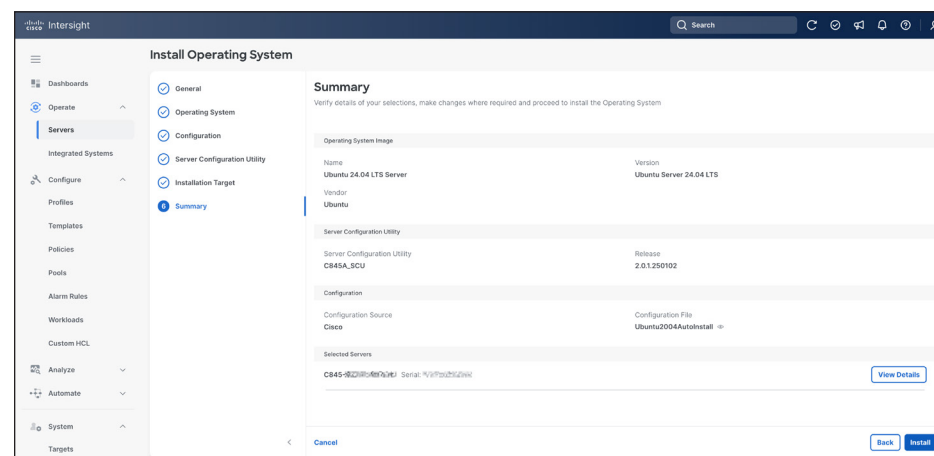 cisco Intersight
Search
Install Operating System
Dashboards
Operate
Servers
Integrated Systems
Configure
Profiles
Templates
Policies
Pools
Alarm Rules
Workloads
Custom HCL
Analyze
Automate
System
Targets
General
Operating System
Configuration
Server Configuration Utility
Installation Target
6 Summary
Summary
Verify details of your selections, make changes where required and proceed to install the Operating System
Operating System Image
Name Version
Ubuntu 24.04 LTS Server Ubuntu Server 24.04 LTS
Vendor
Ubuntu
Server Configuration Utility
Server Configuration Utility Release
C845A_SCU 2.0.1.250102
Configuration
Configuration Source Configuration File
Cisco Ubuntu2004AutoInstall
Selected Servers
C845- Serial: View Details
Cancel Back Install